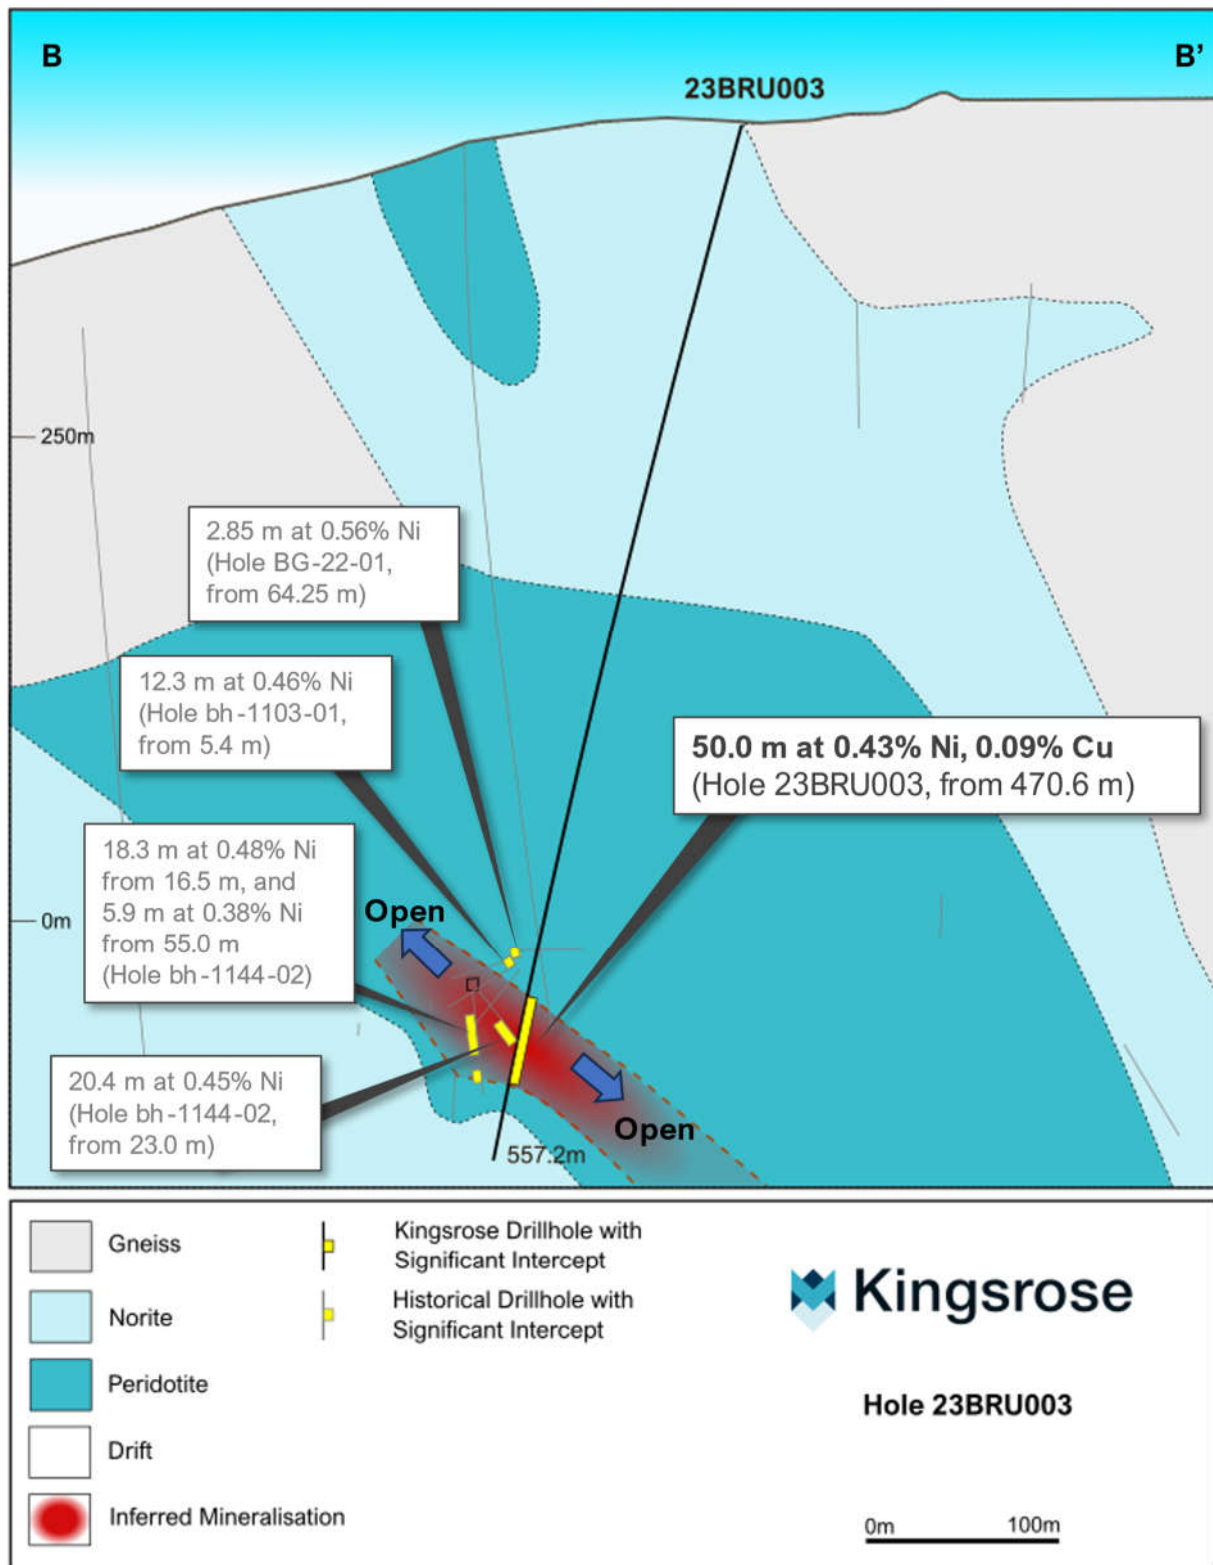 B
B’
23BRU003
250m
2.85 m at 0.56% Ni
(Hole BG-22-01,
from 64.25 m)
12.3 m at 0.46% Ni
(Hole bh-1103-01,
from 5.4 m)
50.0 m at 0.43% Ni, 0.09% Cu
(Hole 23BRU003, from 470.6 m)
18.3 m at 0.48% Ni
from 16.5 m, and
5.9 m at 0.38% Ni
from 55.0 m
(Hole bh-1144-02)
0m
Open
20.4 m at 0.45% Ni
(Hole bh-1144-02,
from 23.0 m)
Open
557.2m
Gneiss
Norite
Peridotite
Drift
Inferred Mineralisation
Kingsrose Drillhole with
Significant Intercept
Historical Drillhole with
Significant Intercept
Kingsrose
Hole 23BRU003
0m
100m